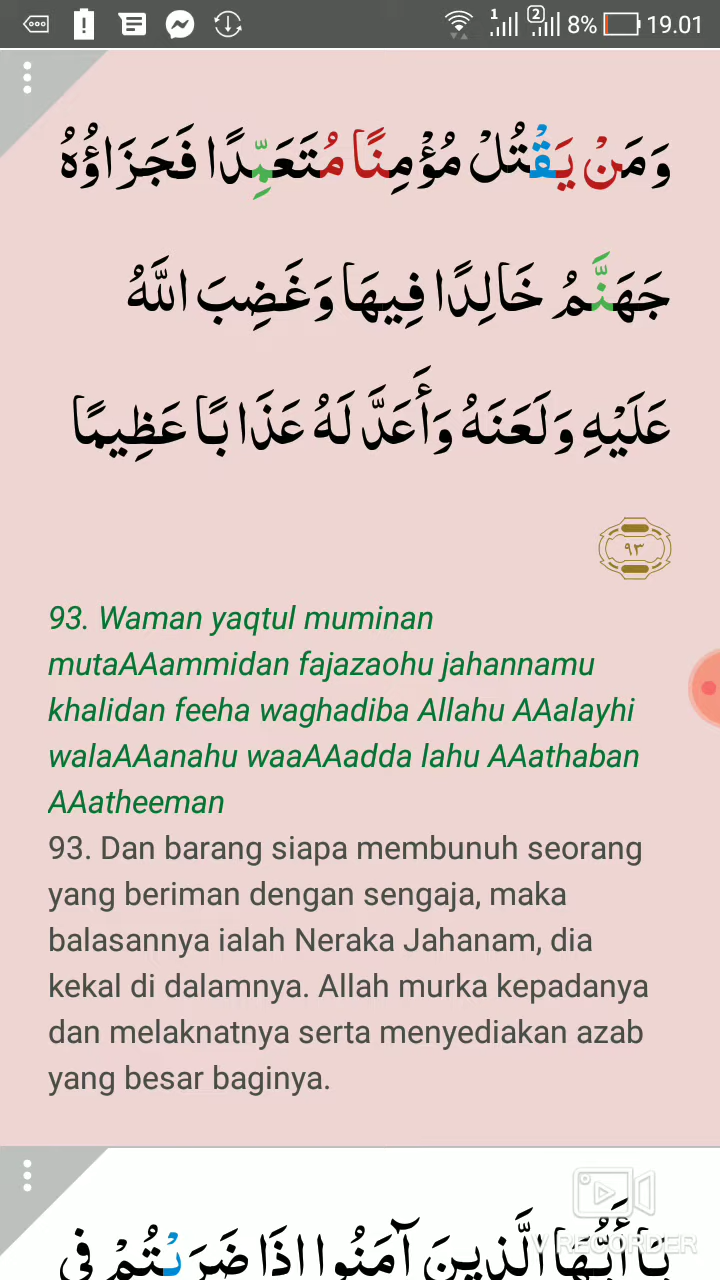 1 2 8% 19.01
وَمَنْ يَقْتُلْ مُؤْمِنًا مُتَعَمِّدًا فَجَزَاؤُهُ
جَهَنَّمُ خَالِدًا فِيهَا وَغَضِبَ اللَّهُ
عَلَيْهِ وَلَعَنَهُ وَأَعَدَّ لَهُ عَذَابًا عَظِيمًا
٩٣
93. Waman yaqtul muminan
mutaAAammidan fajazaohu jahannamu
khalidan feeha waghadiba Allahu AAalayhi
walaAAanahu waaAAadda lahu AAathaban
AAatheeman
93. Dan barang siapa membunuh seorang
yang beriman dengan sengaja, maka
balasannya ialah Neraka Jahanam, dia
kekal di dalamnya. Allah murka kepadanya
dan melaknatnya serta menyediakan azab
yang besar baginya.
V RECORDER
يَا أَيُّهَا الَّذِينَ آمَنُوا إِذَا ضَرَبْتُمْ فِي